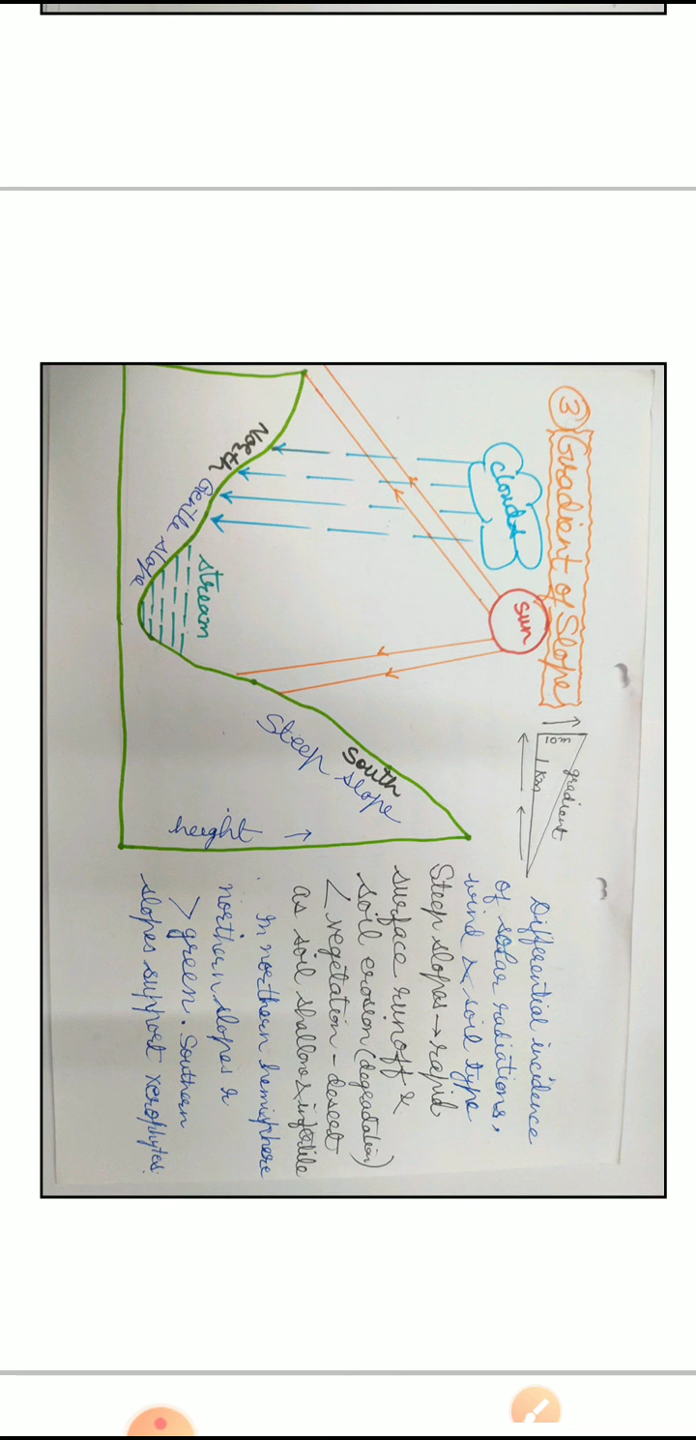 ③ Gradient of Slope
clouds
sun
10m
1 Km
gradient
North
Gentle slope
stream
Steep slope
South
height →
Differential incidence
of solar radiations,
wind & soil type
Steep slopes → rapid
surface runoff &
soil erosion (degradation)
< vegetation - desert
as soil shallow & infertile
In northern hemisphere
northern slopes r
> green. Southern
slopes support xerophytes.